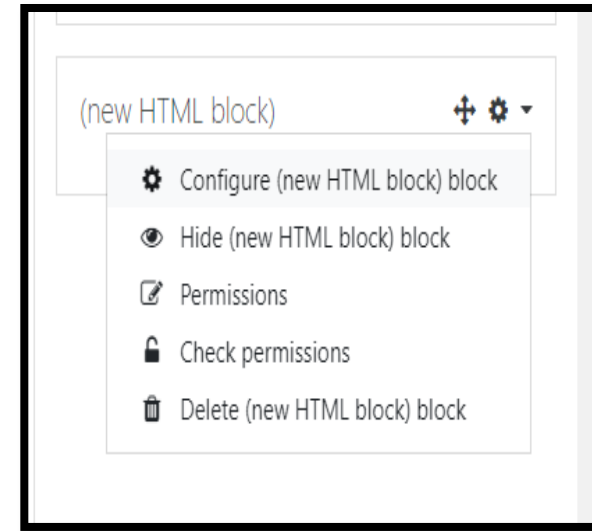 (new HTML block)
Configure (new HTML block) block
Hide (new HTML block) block
Permissions
Check permissions
Delete (new HTML block) block